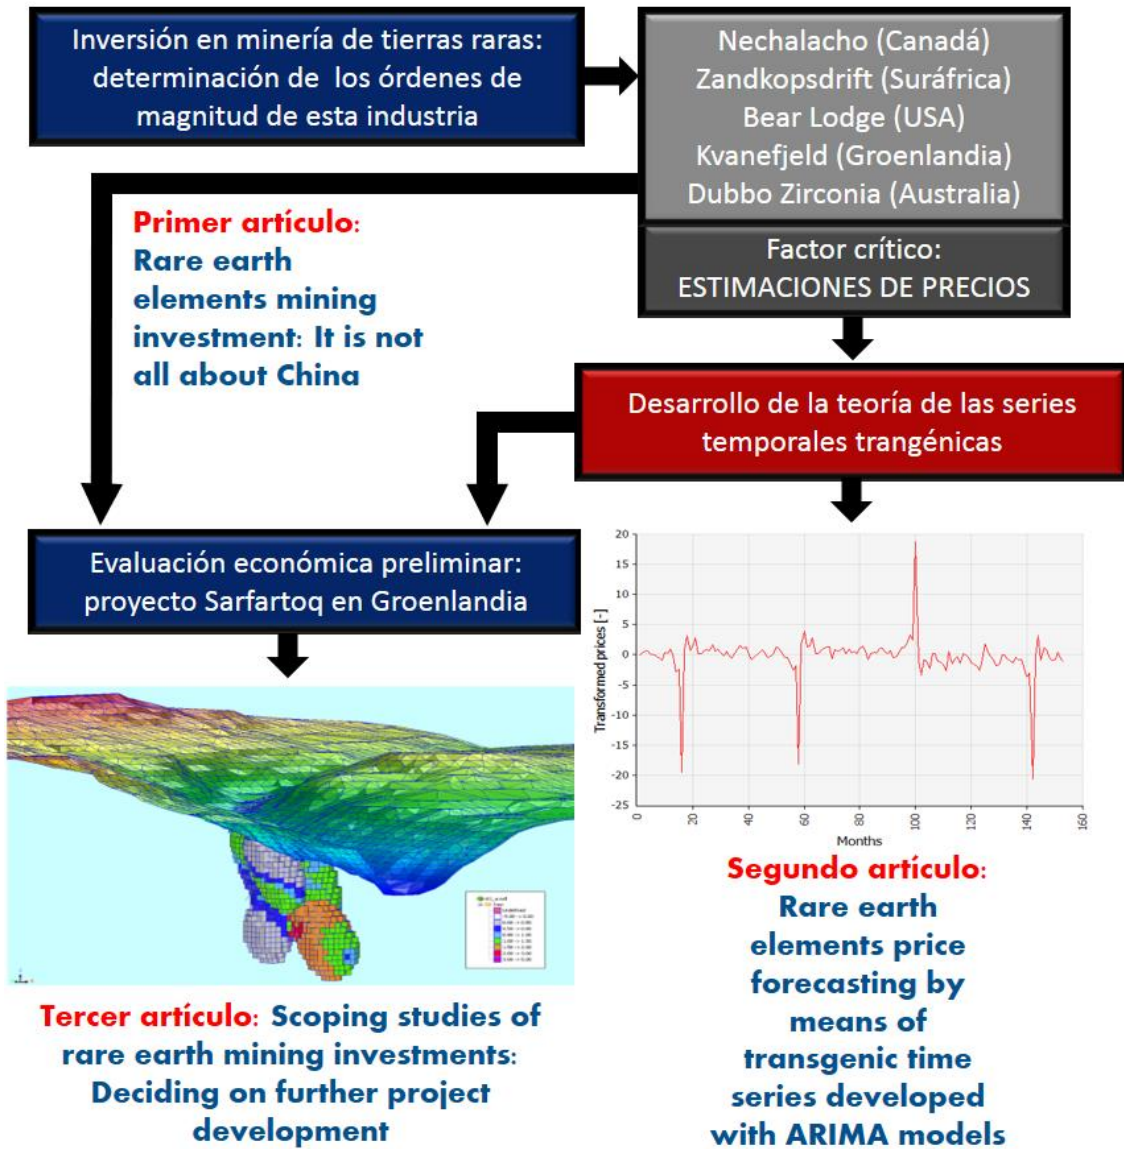 Inversión en minería de tierras raras:
determinación de los órdenes de
magnitud de esta industria
Nechalacho (Canadá)
Zandkopsdrift (Suráfrica)
Bear Lodge (USA)
Kvanefjeld (Groenlandia)
Dubbo Zirconia (Australia)
Factor crítico:
ESTIMACIONES DE PRECIOS
Primer artículo:
Rare earth
elements mining
investment: It is not
all about China
Desarrollo de la teoría de las series
temporales trangénicas
Evaluación económica preliminar:
proyecto Sarfartoq en Groenlandia
Transformed prices [-]
20
15
10
5
0
-5
-10
-15
-20
-25
0
20
40
60
80
100
120
140
160
Months
Segundo artículo:
Rare earth
elements price
forecasting by
means of
transgenic time
series developed
with ARIMA models
Tercer artículo: Scoping studies of
rare earth mining investments:
Deciding on further project
development